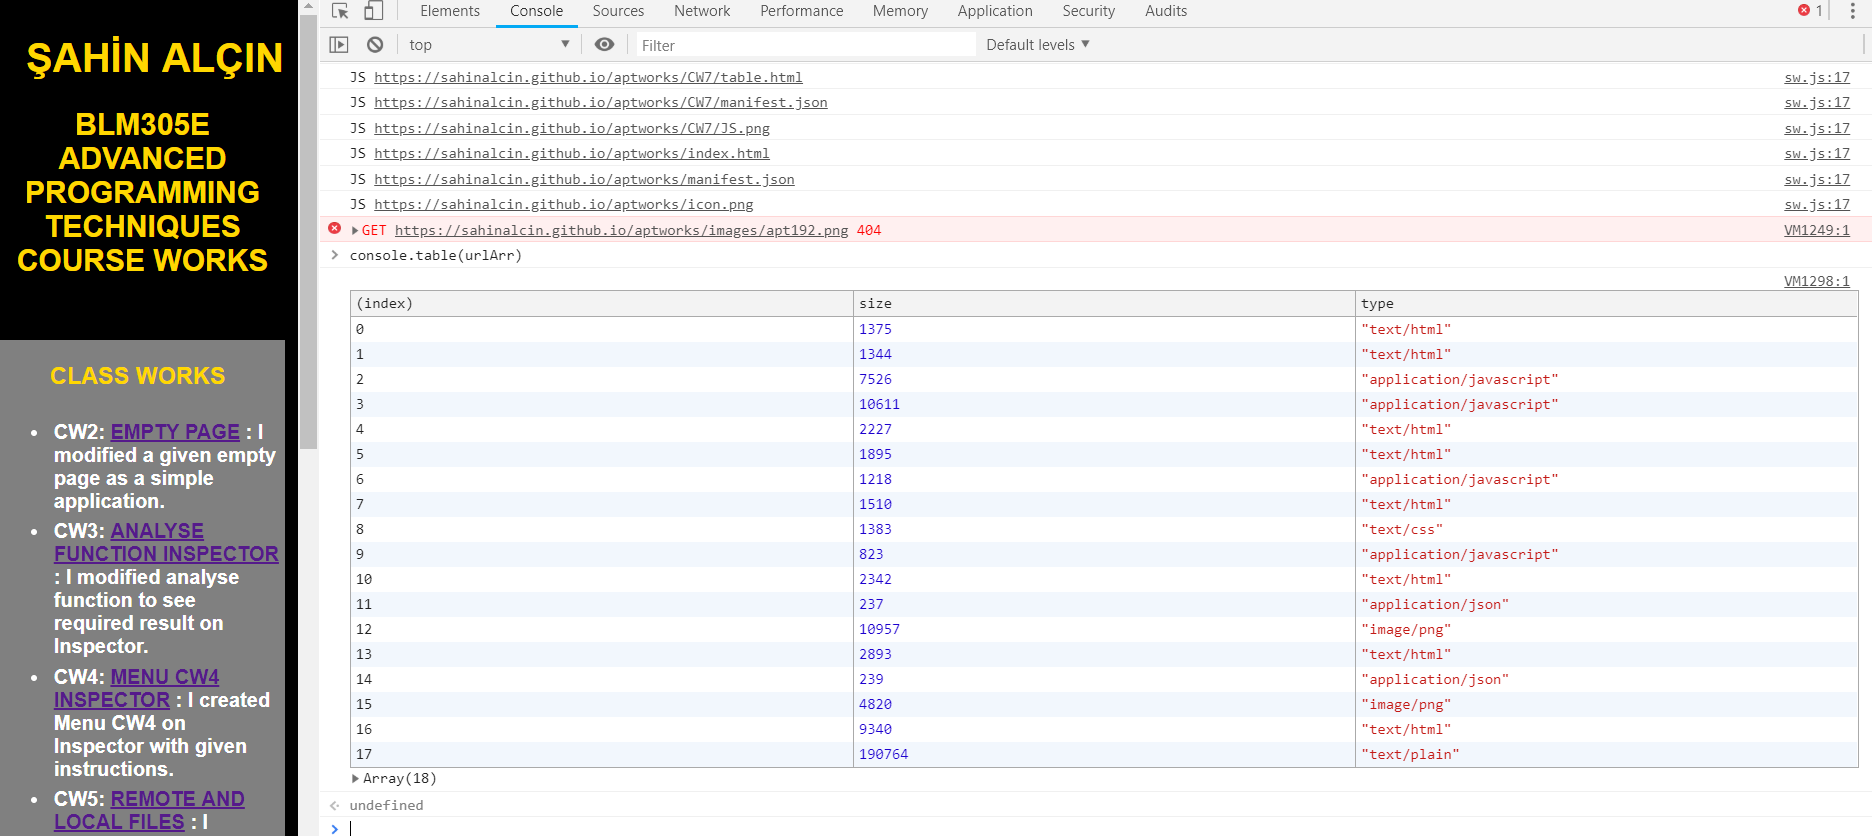 ŞAHİN ALÇIN
BLM305E
ADVANCED
PROGRAMMING
TECHNIQUES
COURSE WORKS
CLASS WORKS
• CW2: EMPTY PAGE : I
modified a given empty
page as a simple
application.
• CW3: ANALYSE
FUNCTION INSPECTOR
: I modified analyse
function to see
required result on
Inspector.
• CW4: MENU CW4
INSPECTOR : I created
Menu CW4 on
Inspector with given
instructions.
• CW5: REMOTE AND
LOCAL FILES : I
Elements Console Sources Network Performance Memory Application Security Audits 1
top Filter Default levels
JS https://sahinalcin.github.io/aptworks/CW7/table.html sw.js:17
JS https://sahinalcin.github.io/aptworks/CW7/manifest.json sw.js:17
JS https://sahinalcin.github.io/aptworks/CW7/JS.png sw.js:17
JS https://sahinalcin.github.io/aptworks/index.html sw.js:17
JS https://sahinalcin.github.io/aptworks/manifest.json sw.js:17
JS https://sahinalcin.github.io/aptworks/icon.png sw.js:17
GET https://sahinalcin.github.io/aptworks/images/apt192.png 404 VM1249:1
console.table(urlArr)
VM1298:1
(index) size type
0 1375 "text/html"
1 1344 "text/html"
2 7526 "application/javascript"
3 10611 "application/javascript"
4 2227 "text/html"
5 1895 "text/html"
6 1218 "application/javascript"
7 1510 "text/html"
8 1383 "text/css"
9 823 "application/javascript"
10 2342 "text/html"
11 237 "application/json"
12 10957 "image/png"
13 2893 "text/html"
14 239 "application/json"
15 4820 "image/png"
16 9340 "text/html"
17 190764 "text/plain"
Array(18)
undefined